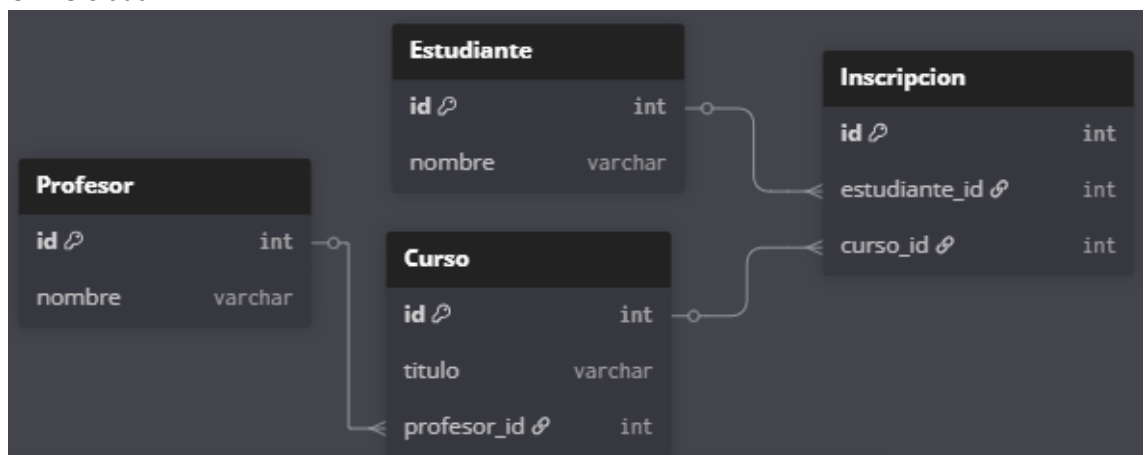 Profesor
id int
nombre varchar
Estudiante
id int
nombre varchar
Curso
id int
titulo varchar
profesor_id int
Inscripcion
id int
estudiante_id int
curso_id int